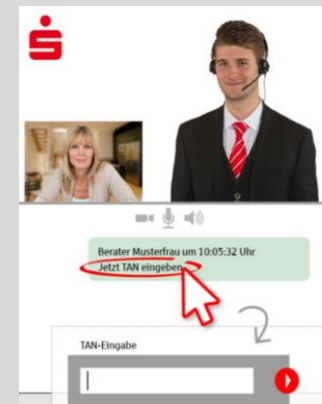 Berater Musterfrau um 10:05:32 Uhr
Jetzt TAN eingeben
TAN-Eingabe